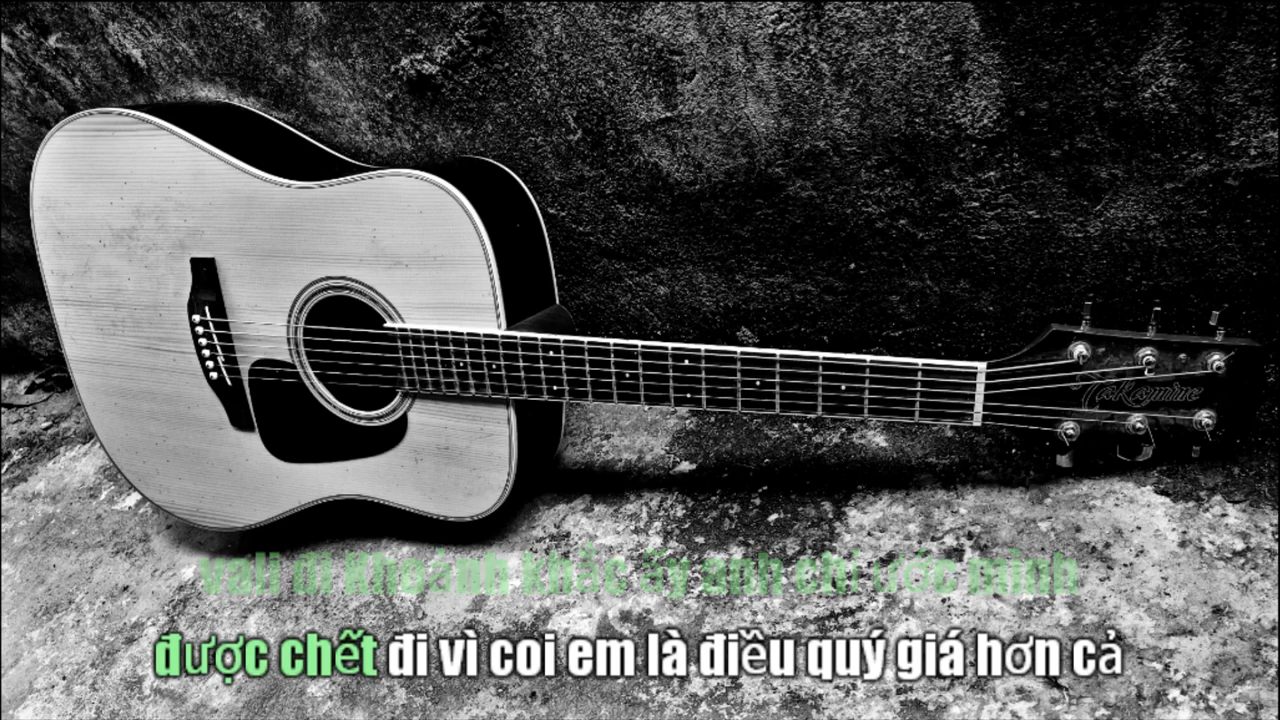 Takamine
vali đi Khoảnh khắc ấy anh chỉ ước mình
được chết đi vì coi em là điều quý giá hơn cả